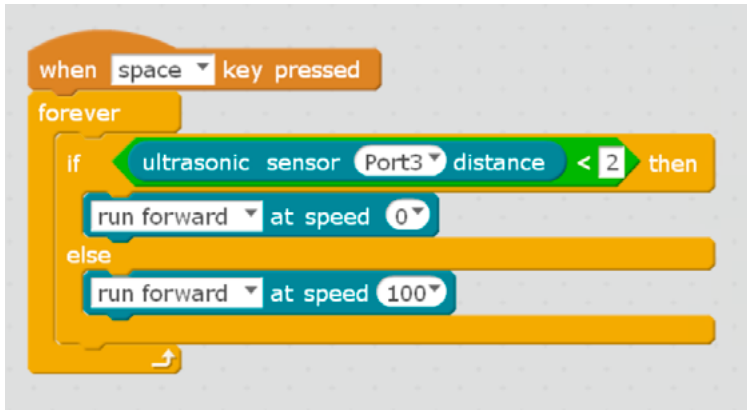 when space key pressed
forever
if ultrasonic sensor Port3 distance < 2 then
run forward at speed 0
else
run forward at speed 100